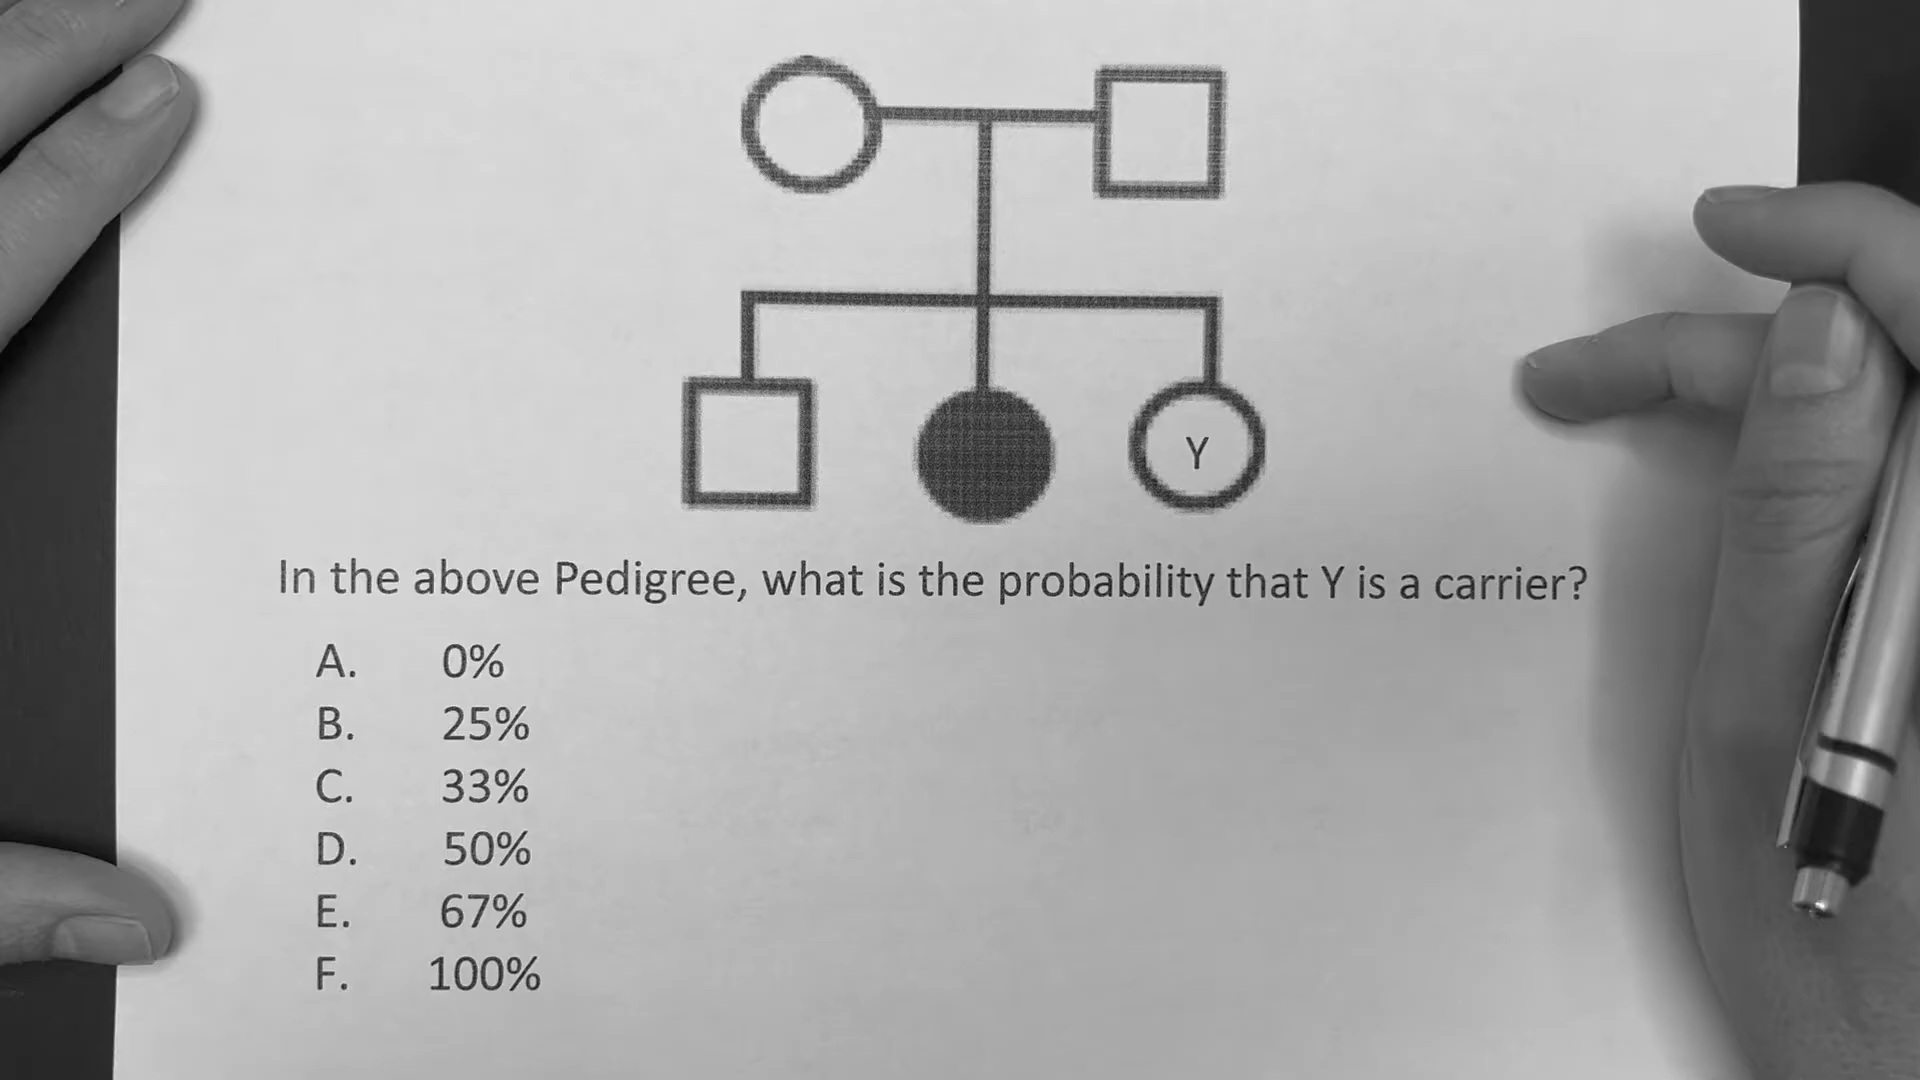 Y
In the above Pedigree, what is the probability that Y is a carrier?
A. 0%
B. 25%
C. 33%
D. 50%
E. 67%
F. 100%